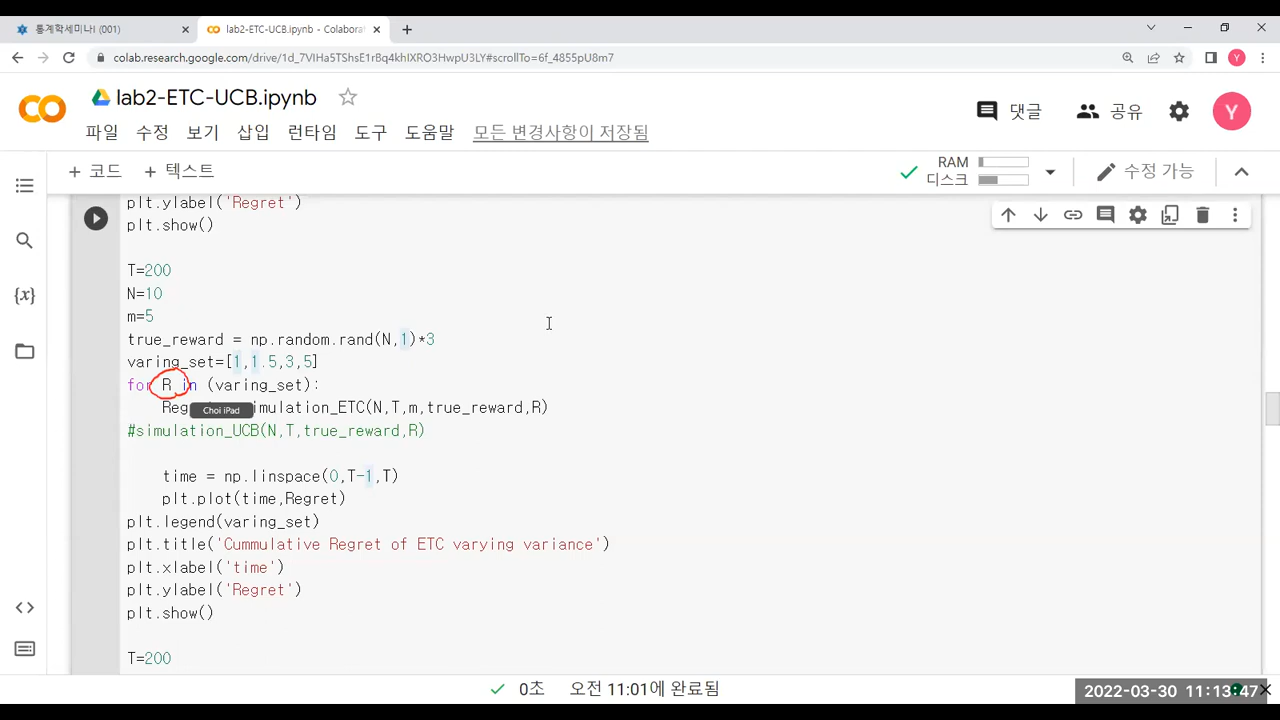 통계학세미나I (001)
lab2-ETC-UCB.ipynb - Colaborat
colab.research.google.com/drive/1d_7VIHa5TShsE1rBq4khIXRO3HwpU3LY#scrollTo=6f_4855pU8m7
Y
lab2-ETC-UCB.ipynb
댓글
공유
Y
파일 수정 보기 삽입 런타임 도구 도움말 모든 변경사항이 저장됨
+ 코드 + 텍스트
RAM
디스크
수정 가능
plt.ylabel('Regret')
plt.show()
T=200
N=10
m=5
true_reward = np.random.rand(N,1)*3
varing_set=[1,1.5,3,5]
for R in (varing_set):
Choi iPad
simulation_ETC(N,T,m,true_reward,R)
#simulation_UCB(N,T,true_reward,R)
time = np.linspace(0,T-1,T)
plt.plot(time,Regret)
plt.legend(varing_set)
plt.title('Cummulative Regret of ETC varying variance')
plt.xlabel('time')
plt.ylabel('Regret')
plt.show()
T=200
0초 오전 11:01에 완료됨
2022-03-30 11:13:47